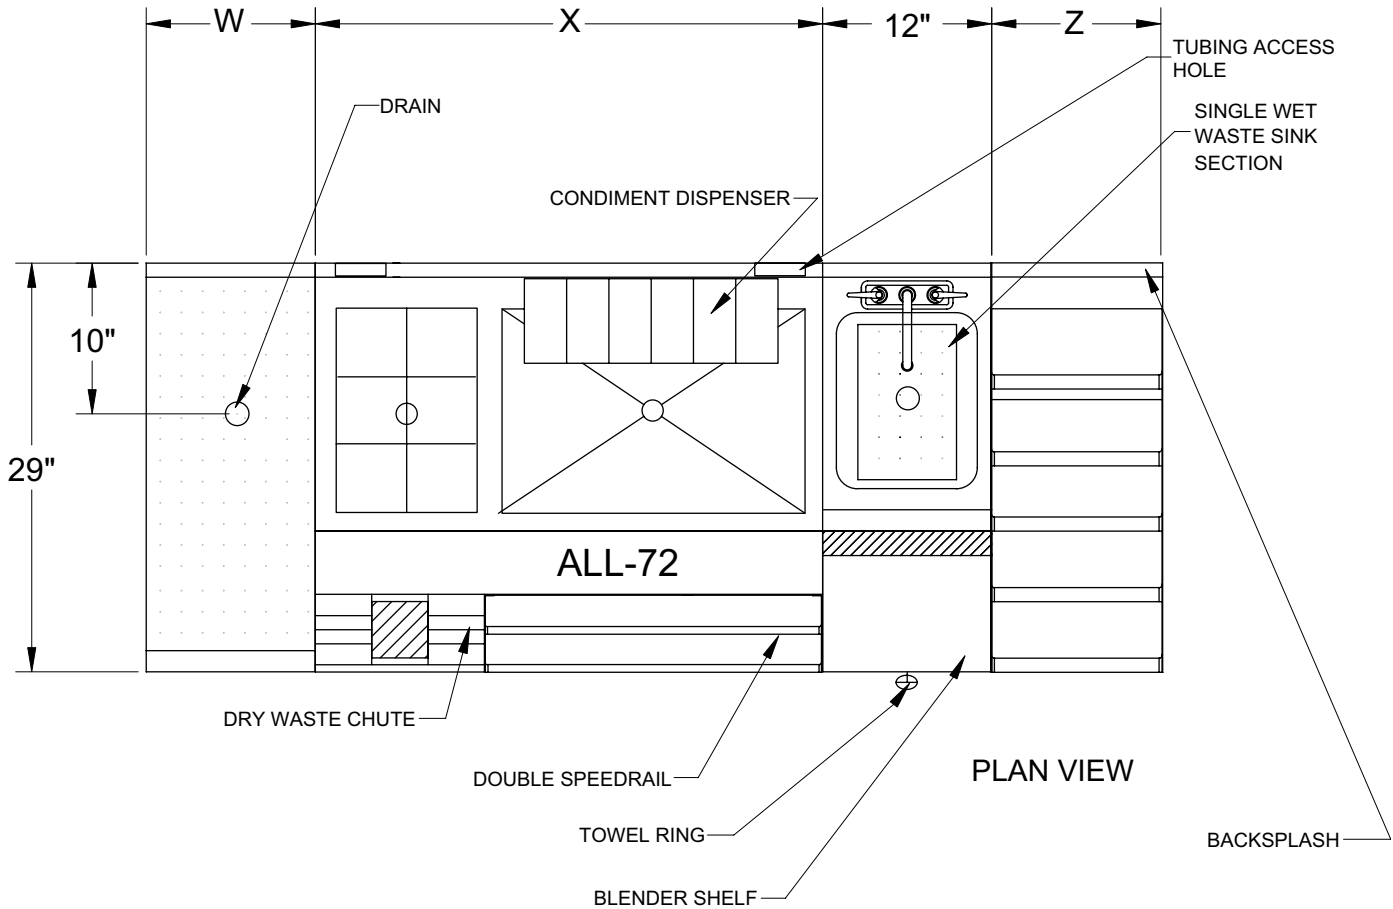 W
X
12"
Z
TUBING ACCESS
HOLE
DRAIN
SINGLE WET
WASTE SINK
SECTION
CONDIMENT DISPENSER
10"
29"
ALL-72
DRY WASTE CHUTE
DOUBLE SPEEDRAIL
PLAN VIEW
TOWEL RING
BACKSPLASH
BLENDER SHELF